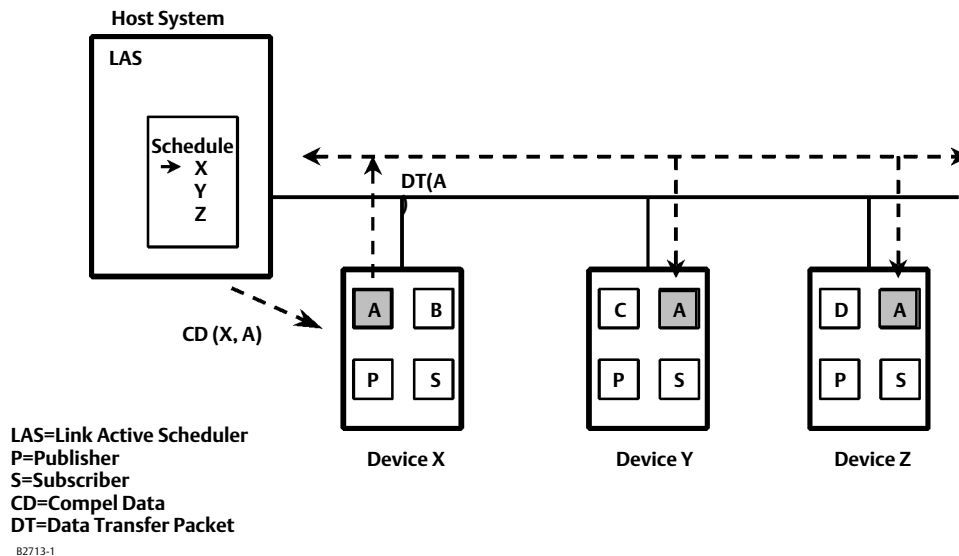 Host System
LAS
Schedule
X
Y
Z
DT(A
)
CD (X, A)
A B
P S
C A
P S
D A
P S
Device X
Device Y
Device Z
LAS=Link Active Scheduler
P=Publisher
S=Subscriber
CD=Compel Data
DT=Data Transfer Packet
B2713-1